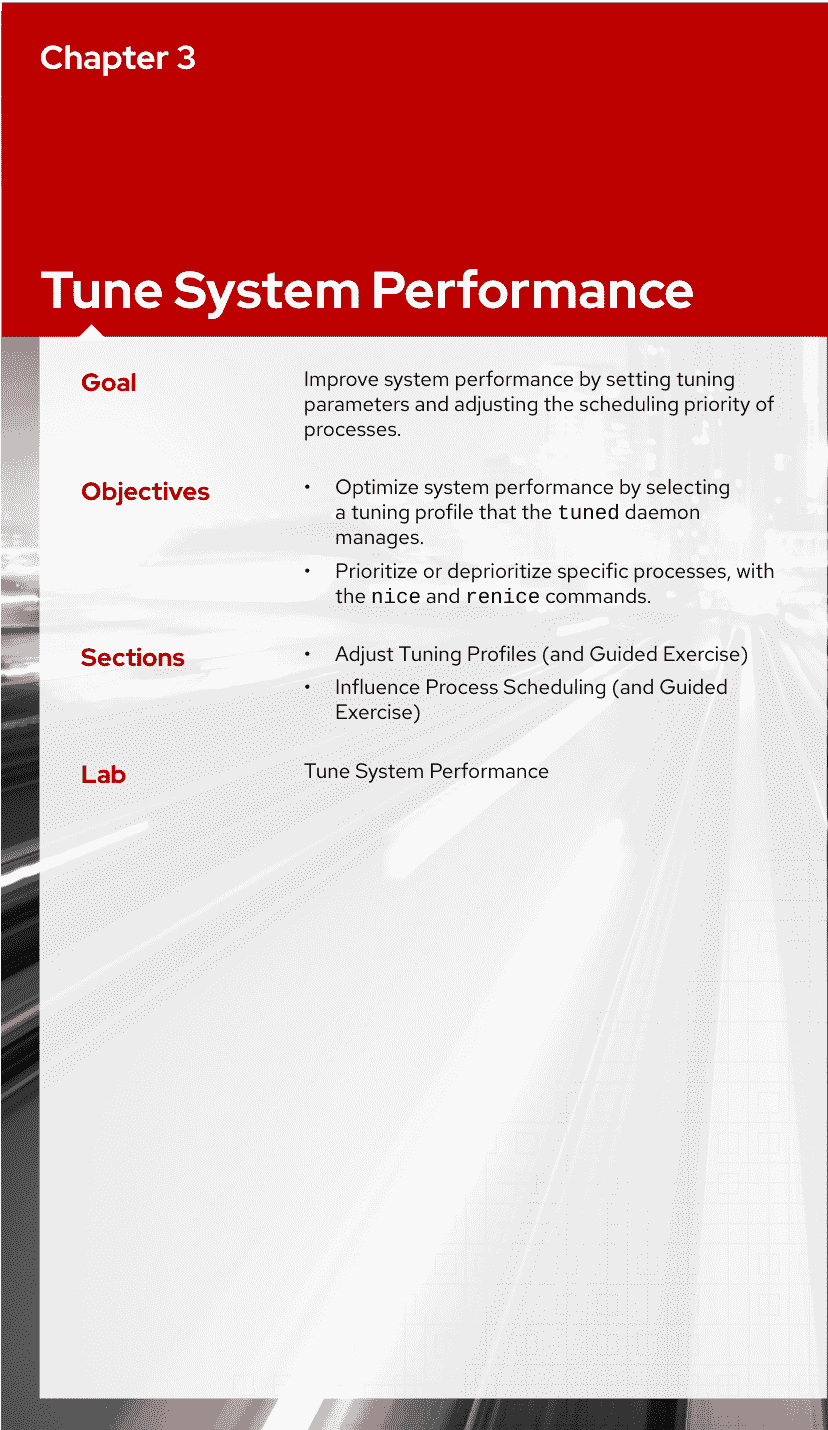 Chapter 3
Tune System Performance
Goal
Improve system performance by setting tuning
parameters and adjusting the scheduling priority of
processes.
Objectives
• Optimize system performance by selecting
a tuning profile that the tuned daemon
manages.
• Prioritize or deprioritize specific processes, with
the nice and renice commands.
Sections
• Adjust Tuning Profiles (and Guided Exercise)
• Influence Process Scheduling (and Guided
Exercise)
Lab
Tune System Performance